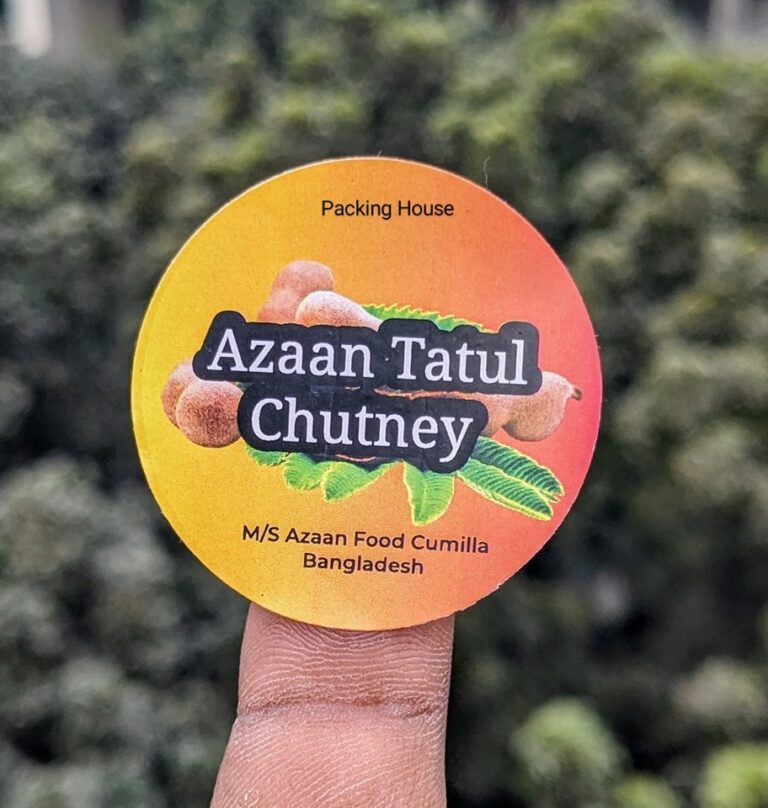 Packing House
Azaan Tatul
Chutney
M/S Azaan Food Cumilla
Bangladesh